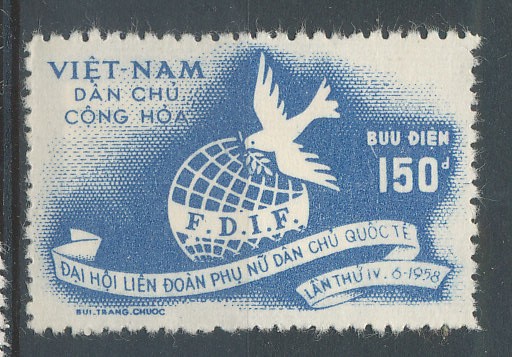 VIỆT-NAM
DÂN CHỦ
CỘNG HÒA
BƯU ĐIỆN
150đ
F.D.I.F.
ĐẠI HỘI LIÊN ĐOÀN PHỤ NỮ DÂN CHỦ QUỐC TẾ
LẦN THỨ IV. 6-1958
BUI.TRANG.CHUOC